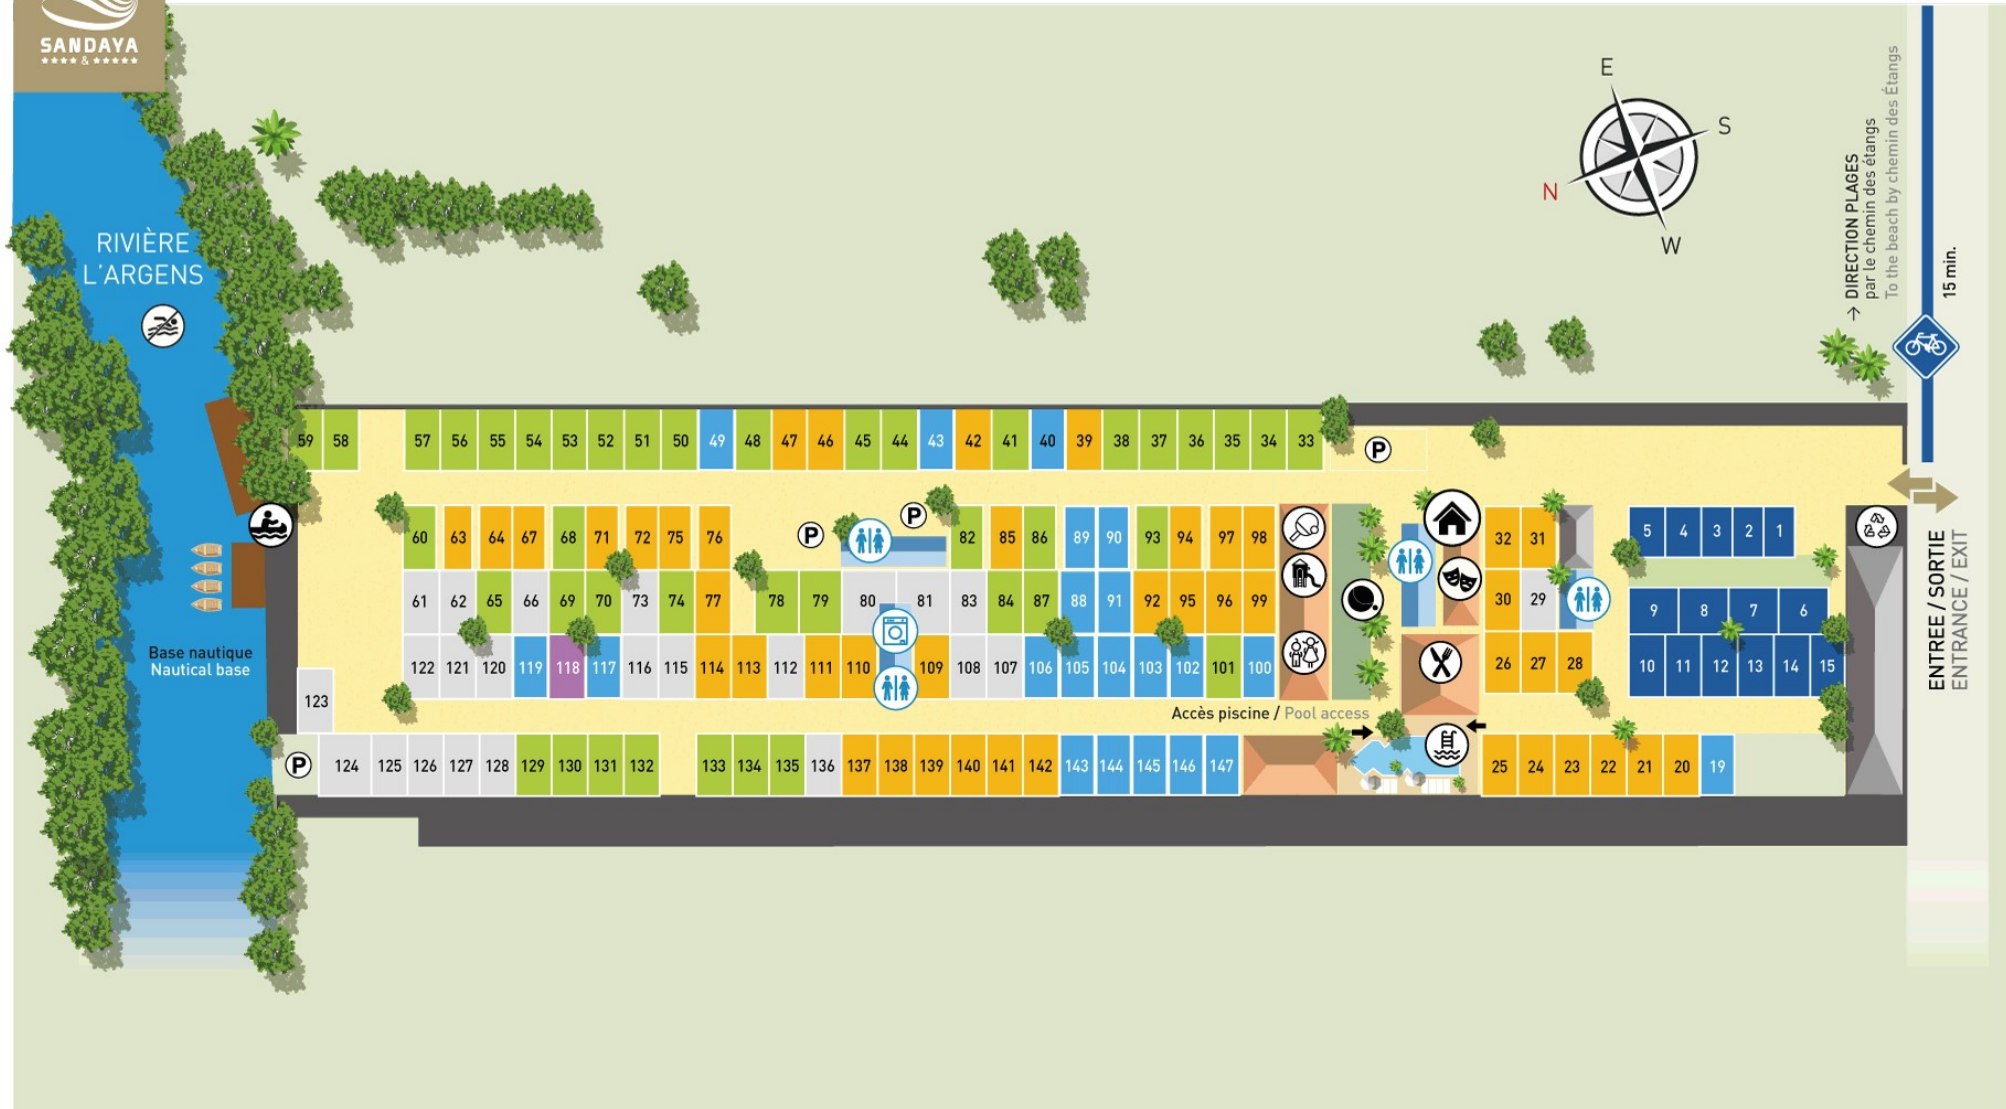 SANDAYA
&
RIVIÈRE
L'ARGENS
E
S
N
W
→ DIRECTION PLAGES
par le chemin des étangs
To the beach by chemin des Étangs
15 min.
59 58 57 56 55 54 53 52 51 50 49 48 47 46 45 44 43 42 41 40 39 38 37 36 35 34 33 P
60 63 64 67 68 71 72 75 76 P P 82 85 86 89 90 93 94 97 98 32 31 5 4 3 2 1
61 62 65 66 69 70 73 74 77 78 79 80 81 83 84 87 88 91 92 95 96 99 30 29 9 8 7 6
122 121 120 119 118 117 116 115 114 113 112 111 110 109 108 107 106 105 104 103 102 101 100 26 27 28 10 11 12 13 14 15
Base nautique
Nautical base
123
Accès piscine / Pool access
P 124 125 126 127 128 129 130 131 132 133 134 135 136 137 138 139 140 141 142 143 144 145 146 147 25 24 23 22 21 20 19
ENTREE / SORTIE
ENTRANCE / EXIT